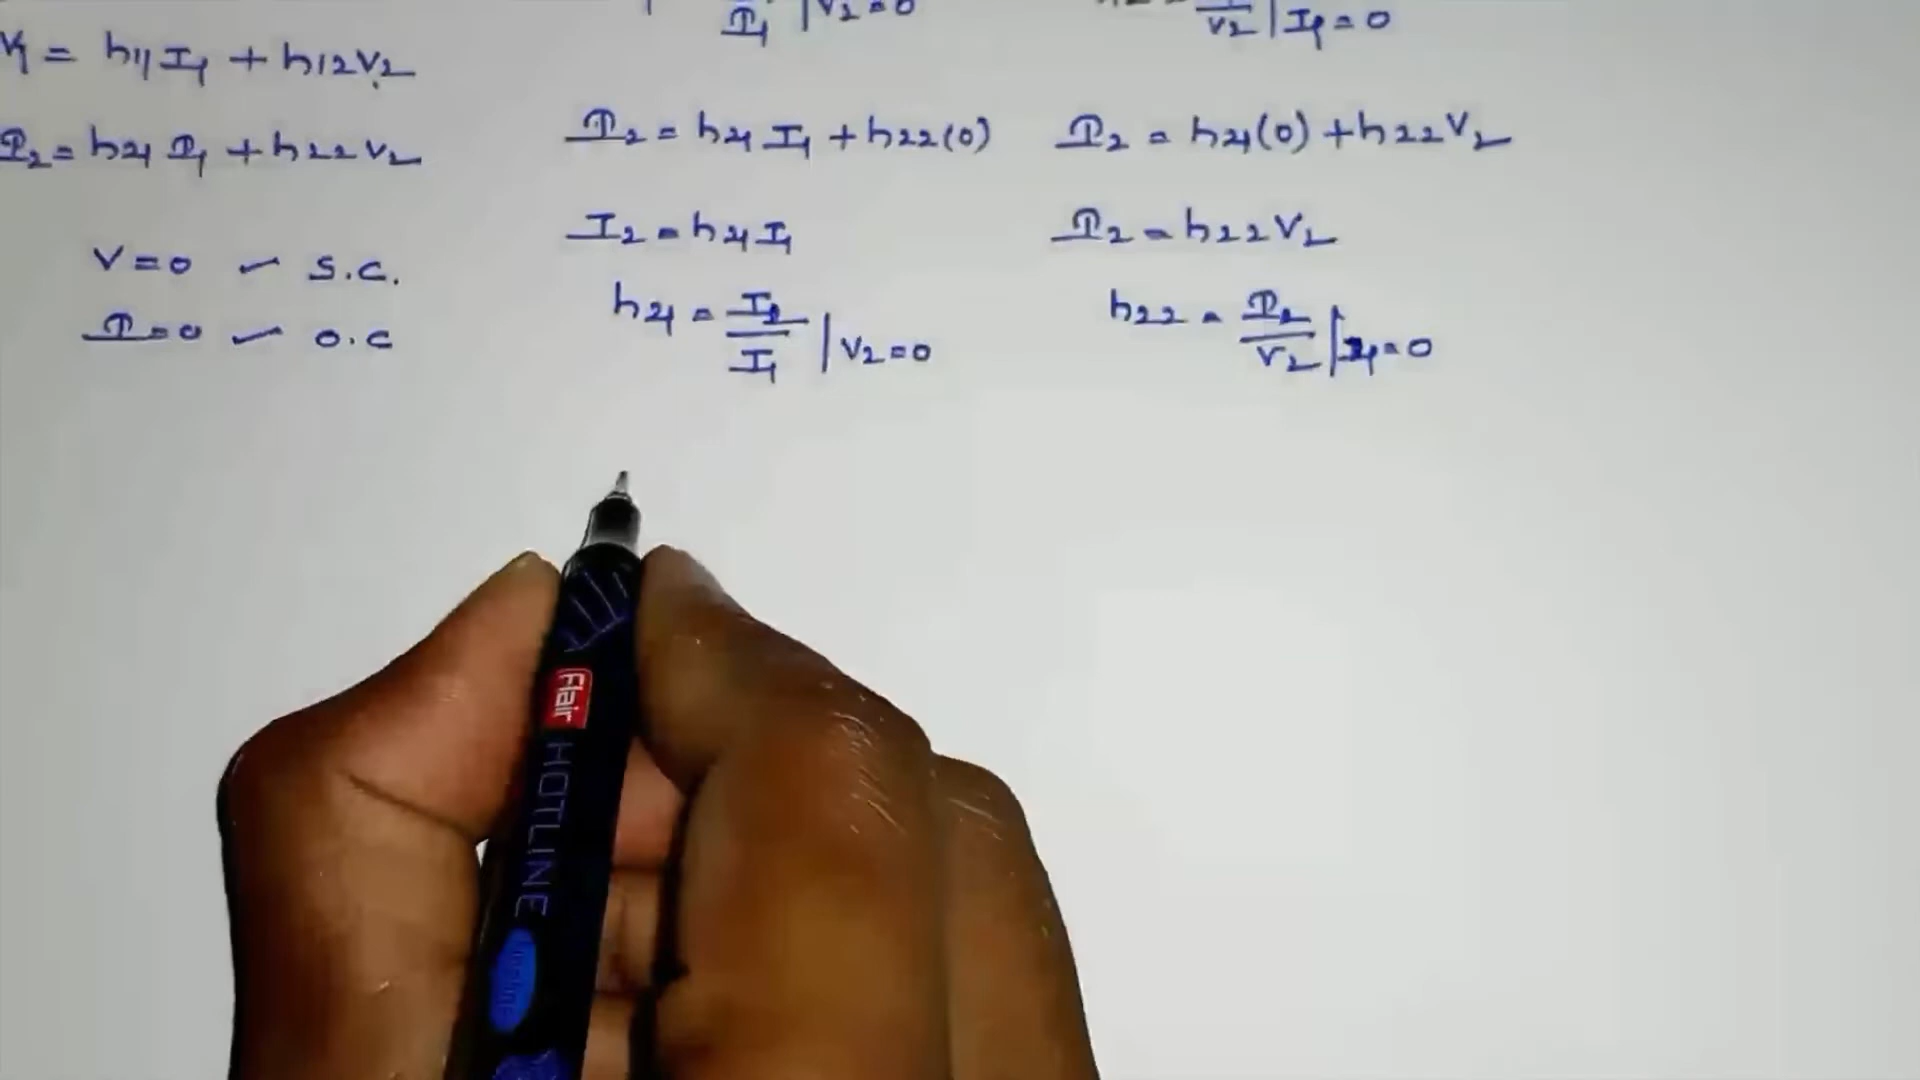 V1 = h11 I1 + h12 V2
I2 = h21 I1 + h22 V2
V = 0 ✓ S.C.
I = 0 ✓ O.C
I1 | V2 = 0
I2 = h21 I1 + h22 (0)
I2 = h21 I1
h21 = I2 / I1 | V2 = 0
V2 | I1 = 0
I2 = h21 (0) + h22 V2
I2 = h22 V2
h22 = I2 / V2 | I1 = 0
Flair
HOTLINE